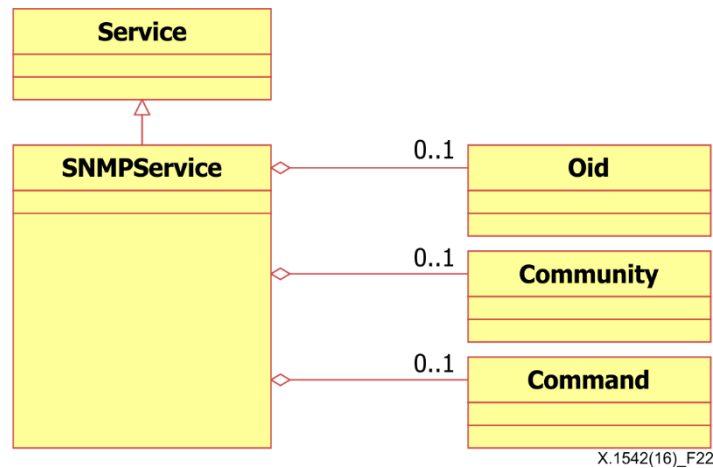 Service
SNMPService
0..1
Oid
0..1
Community
0..1
Command
X.1542(16)_F22